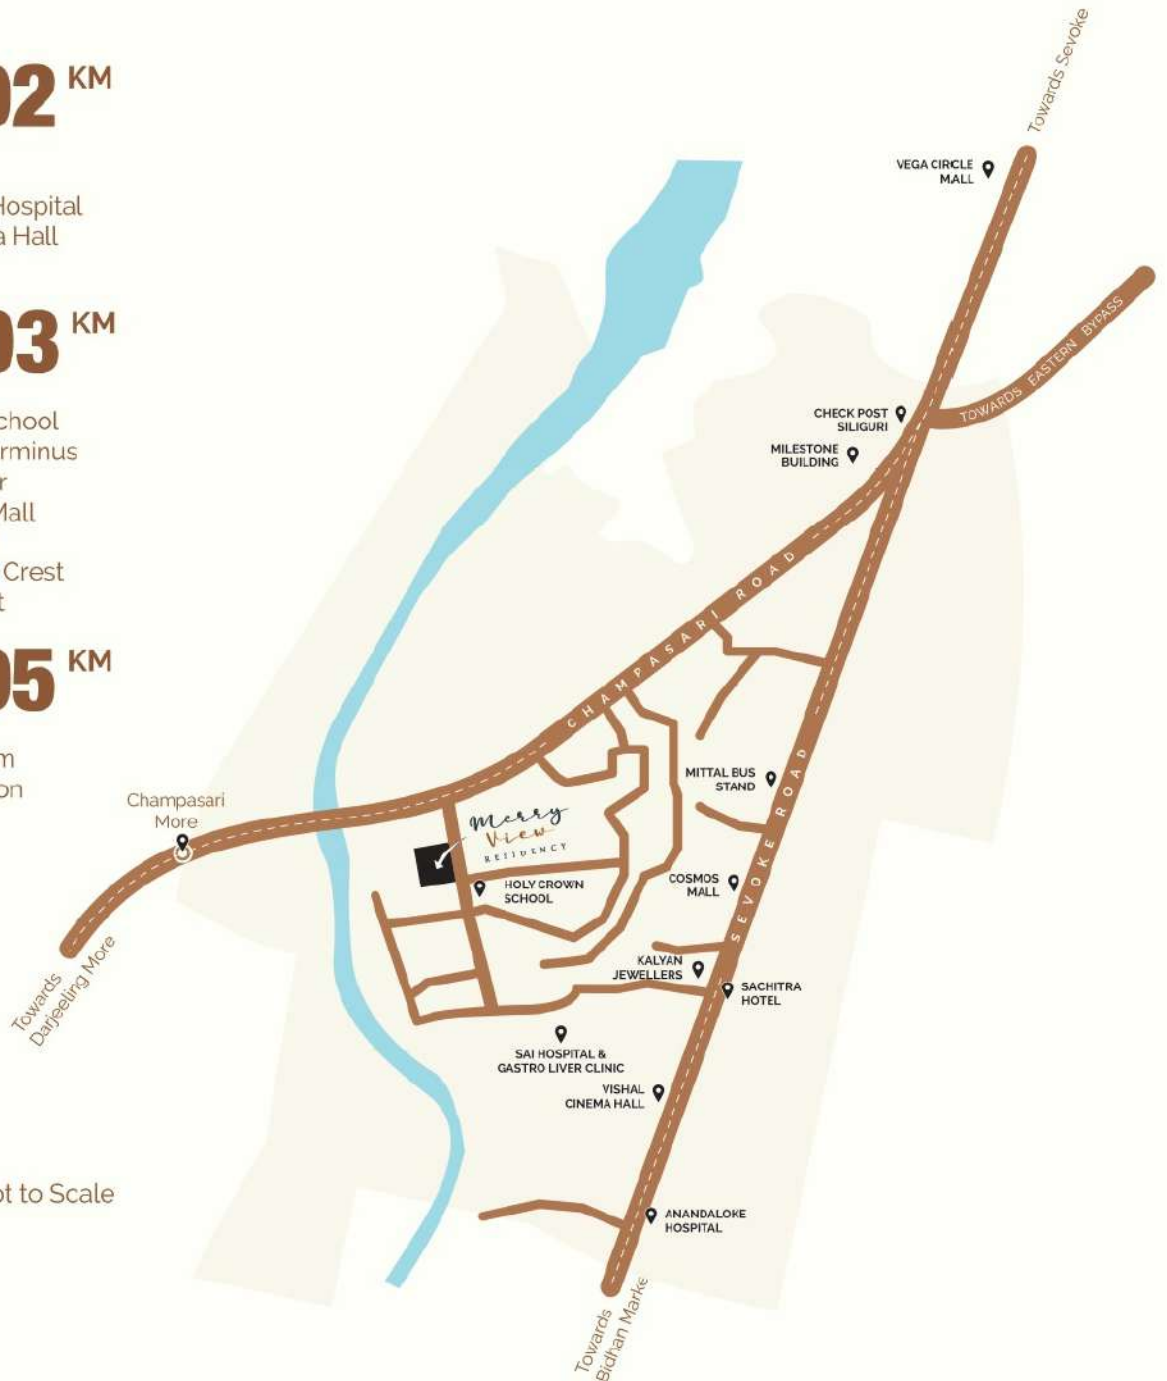 02 KM
Hospital
a Hall
03 KM
chool
rminus
r
Mall
Crest
t
05 KM
m
on
ot to Scale
Towards Sevoke
VEGA CIRCLE
MALL
TOWARDS EASTERN BYPASS
CHECK POST
SILIGURI
MILESTONE
BUILDING
CHAMPASARI ROAD
MITTAL BUS
STAND
SEVOKE ROAD
Champasari
More
Merry
View
RESIDENCY
HOLY CROWN
SCHOOL
COSMOS
MALL
Towards
Darjeeling More
KALYAN
JEWELLERS
SACHITRA
HOTEL
SAI HOSPITAL &
GASTRO LIVER CLINIC
VISHAL
CINEMA HALL
ANANDALOKE
HOSPITAL
Towards
Bidhan Marke